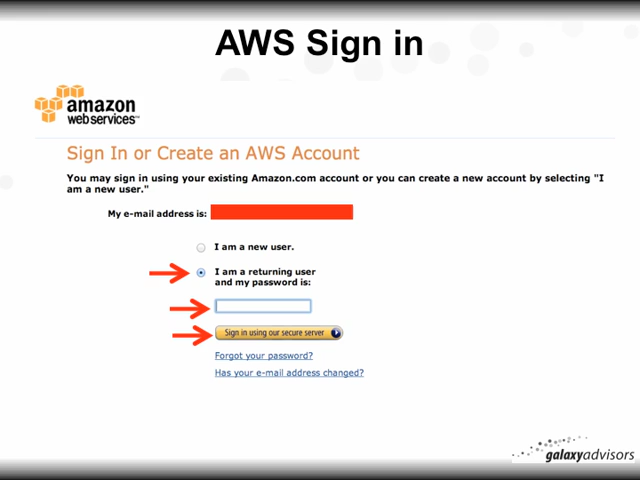 AWS Sign in
amazon
webservices™
Sign In or Create an AWS Account
You may sign in using your existing Amazon.com account or you can create a new account by selecting "I
am a new user."
My e-mail address is:
I am a new user.
I am a returning user
and my password is:
Sign in using our secure server
Forgot your password?
Has your e-mail address changed?
galaxyadvisors